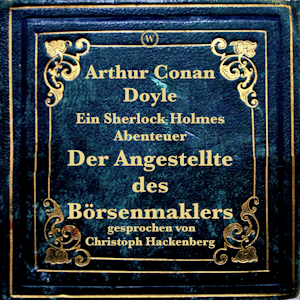 W
Arthur Conan
Doyle
Ein Sherlock Holmes
Abenteuer
Der Angestellte
des
Börsenmaklers
gesprochen von
Christoph Hackenberg